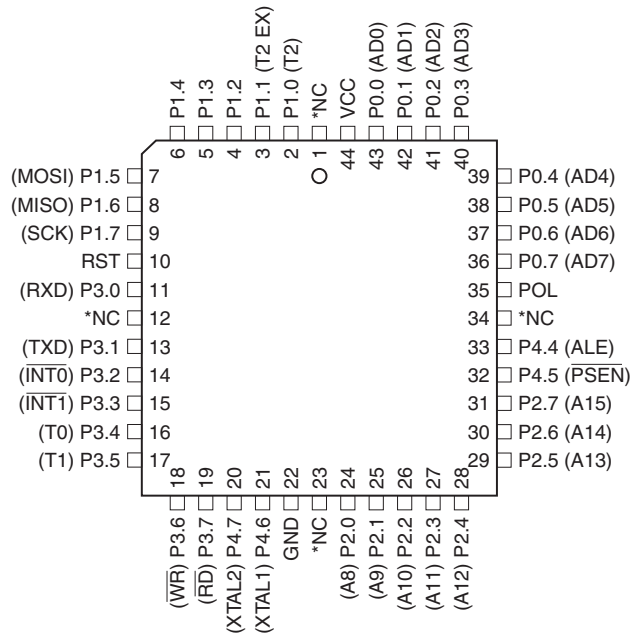 P1.4
P1.3
P1.2
P1.1 (T2 EX)
P1.0 (T2)
*NC
VCC
P0.0 (AD0)
P0.1 (AD1)
P0.2 (AD2)
P0.3 (AD3)
6
5
4
3
2
1
44
43
42
41
40
(MOSI) P1.5 7
(MISO) P1.6 8
(SCK) P1.7 9
RST 10
(RXD) P3.0 11
*NC 12
(TXD) P3.1 13
(INT0) P3.2 14
(INT1) P3.3 15
(T0) P3.4 16
(T1) P3.5 17
39 P0.4 (AD4)
38 P0.5 (AD5)
37 P0.6 (AD6)
36 P0.7 (AD7)
35 POL
34 *NC
33 P4.4 (ALE)
32 P4.5 (PSEN)
31 P2.7 (A15)
30 P2.6 (A14)
29 P2.5 (A13)
18
19
20
21
22
23
24
25
26
27
28
(WR) P3.6
(RD) P3.7
(XTAL2) P4.7
(XTAL1) P4.6
GND
*NC
(A8) P2.0
(A9) P2.1
(A10) P2.2
(A11) P2.3
(A12) P2.4